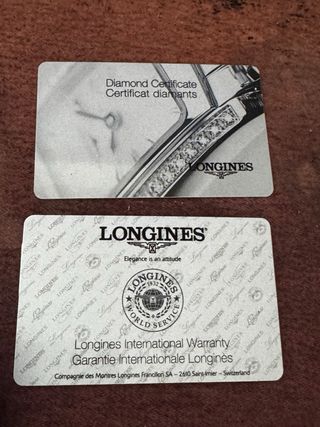 Diamond Certificate
Certificat diamants
LONGINES
LONGINES®
Elegance is an attitude
LONGINES
1832
WORLD SERVICE
Longines International Warranty
Garantie Internationale Longines
Compagnie des Montres Longines Francillon SA – 2610 Saint-Imier – Switzerland